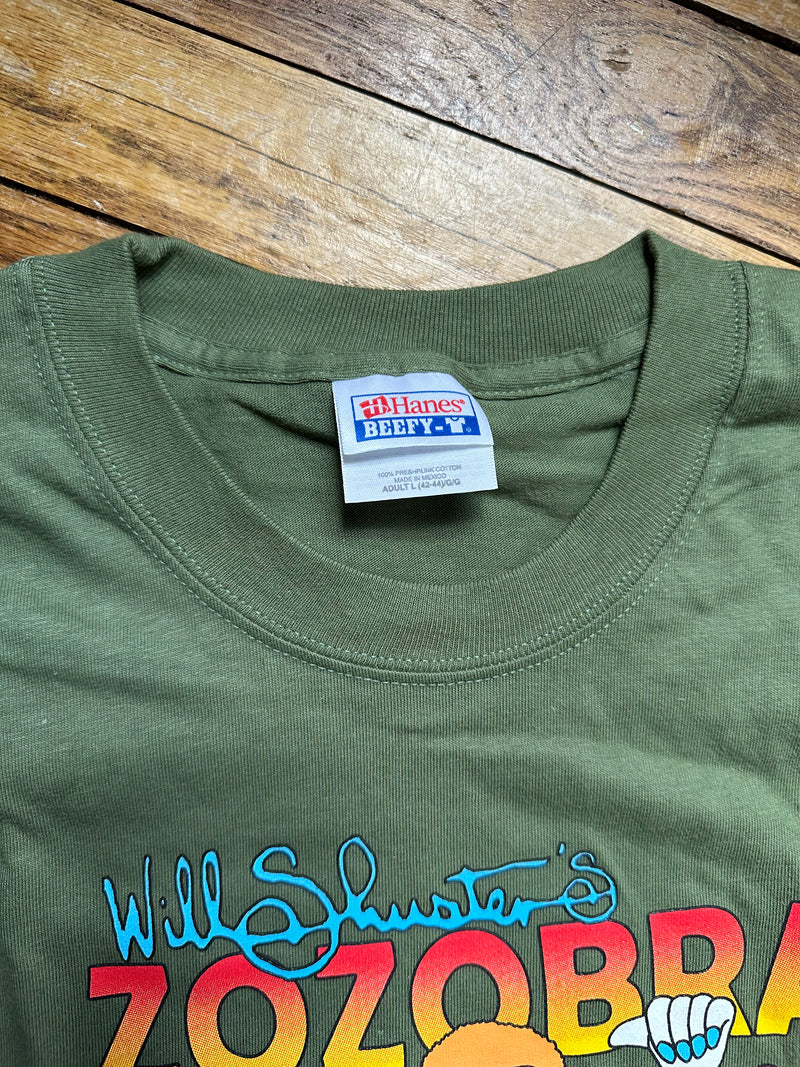 Hanes®
BEEFY-T®
100% PRESHRUNK COTTON
MADE IN MEXICO
ADULT L (42-44)/G/G
Will Shuster's
ZOZOBRA